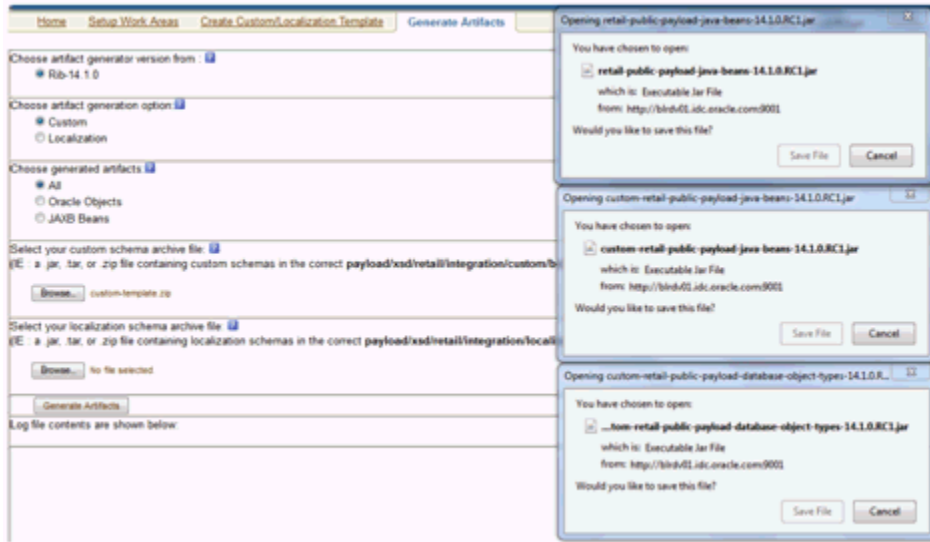 Home Setup Work Areas Create Custom/Localization Template Generate Artifacts
Choose artifact generator version from :
Rib-14.1.0
Choose artifact generation option:
Custom
Localization
Choose generated artifacts
All
Oracle Objects
JAXB Beans
Select your custom schema archive file:
(IE : a .jar, .tar, or .zip file containing custom schemas in the correct payload/xsd/retail/integration/custom/b
Browse... custom-template.zip
Select your localization schema archive file:
(IE : a .jar, .tar, or .zip file containing localization schemas in the correct payload/xsd/retail/integration/locali
Browse... No file selected
Generate Artifacts
Log file contents are shown below:
Opening retail-public-payload-java-beans-14.1.0.RC1.jar
You have chosen to open:
retail-public-payload-java-beans-14.1.0.RC1.jar
which is: Executable Jar File
from: http://blrdv01.idc.oracle.com:9001
Would you like to save this file?
Save File Cancel
Opening custom-retail-public-payload-java-beans-14.1.0.RC1.jar
You have chosen to open:
custom-retail-public-payload-java-beans-14.1.0.RC1.jar
which is: Executable Jar File
from: http://blrdv01.idc.oracle.com:9001
Would you like to save this file?
Save File Cancel
Opening custom-retail-public-payload-database-object-types-14.1.0.R...
You have chosen to open:
...tom-retail-public-payload-database-object-types-14.1.0.RC1.jar
which is: Executable Jar File
from: http://blrdv01.idc.oracle.com:9001
Would you like to save this file?
Save File Cancel